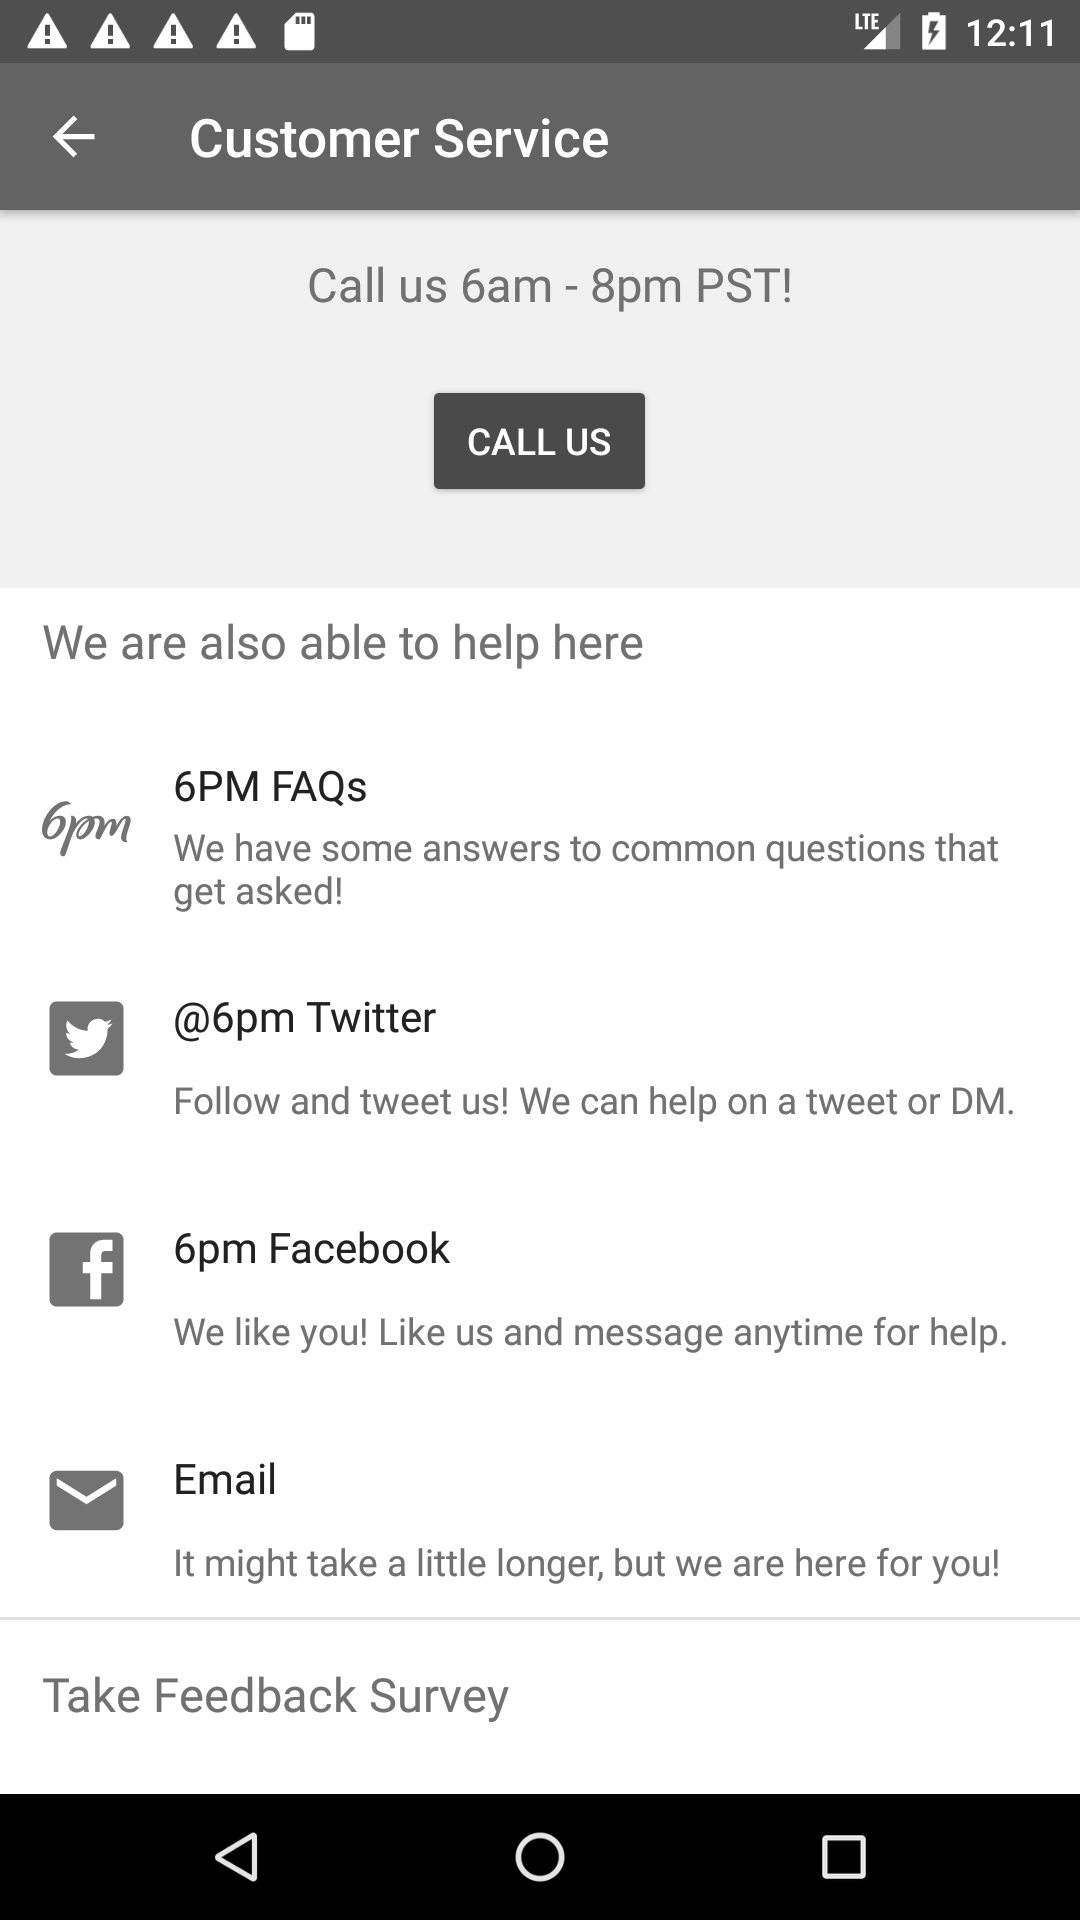 LTE 12:11
Customer Service
Call us 6am - 8pm PST!
CALL US
We are also able to help here
6PM FAQs
6pm
We have some answers to common questions that
get asked!
@6pm Twitter
Follow and tweet us! We can help on a tweet or DM.
6pm Facebook
We like you! Like us and message anytime for help.
Email
It might take a little longer, but we are here for you!
Take Feedback Survey